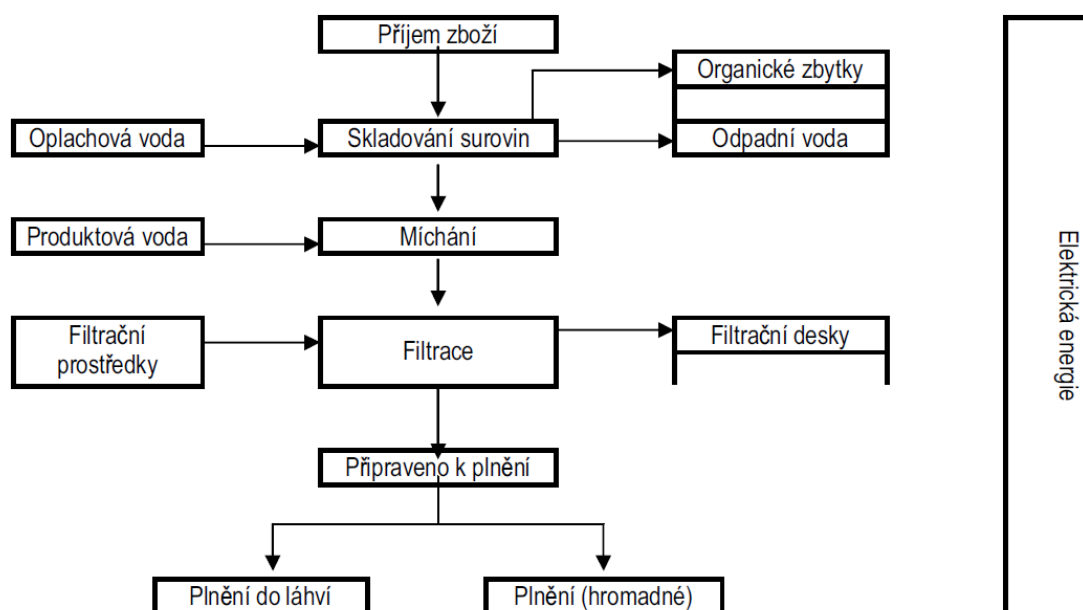 Příjem zboží
Organické zbytky
Oplachová voda
Skladování surovin
Odpadní voda
Produktová voda
Míchání
Filtrační
prostředky
Filtrace
Filtrační desky
Připraveno k plnění
Plnění do láhví
Plnění (hromadné)
Elektrická energie